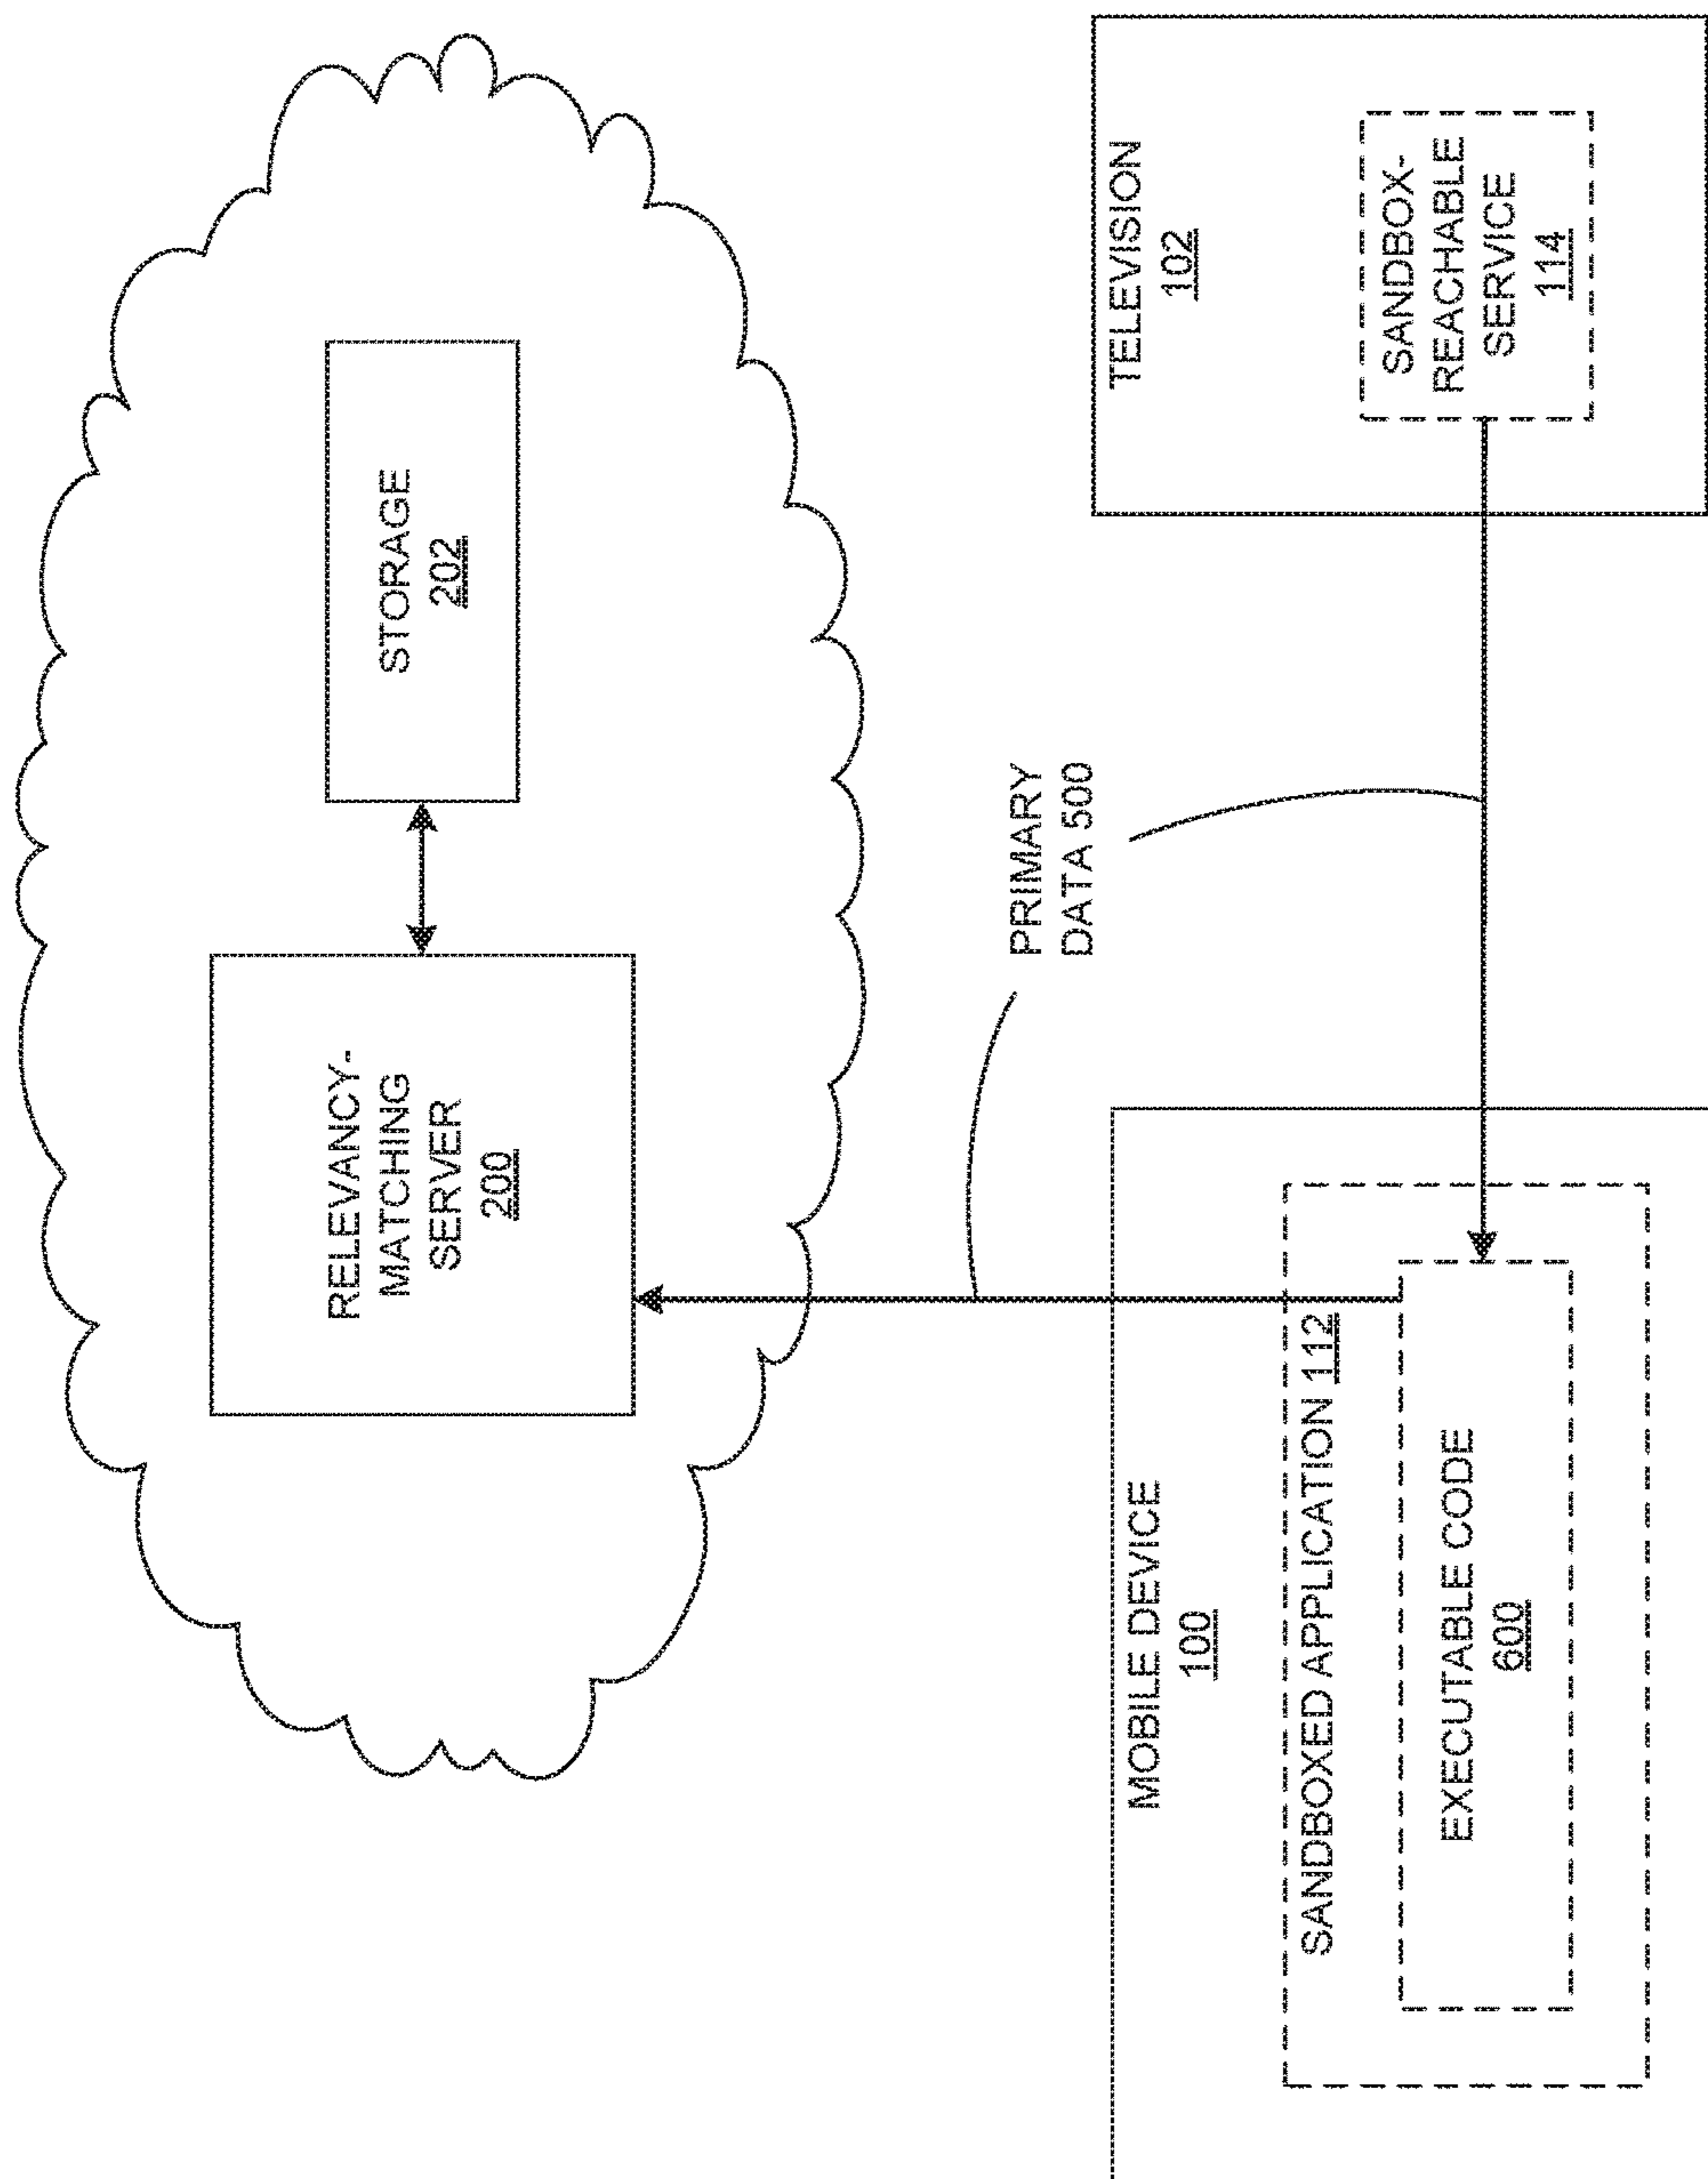 RELEVANCY-
MATCHING
SERVER
200
STORAGE
202
PRIMARY
DATA 500
MOBILE DEVICE
100
SANDBOXED APPLICATION 112
EXECUTABLE CODE
600
TELEVISION
102
SANDBOX-
REACHABLE
SERVICE
114